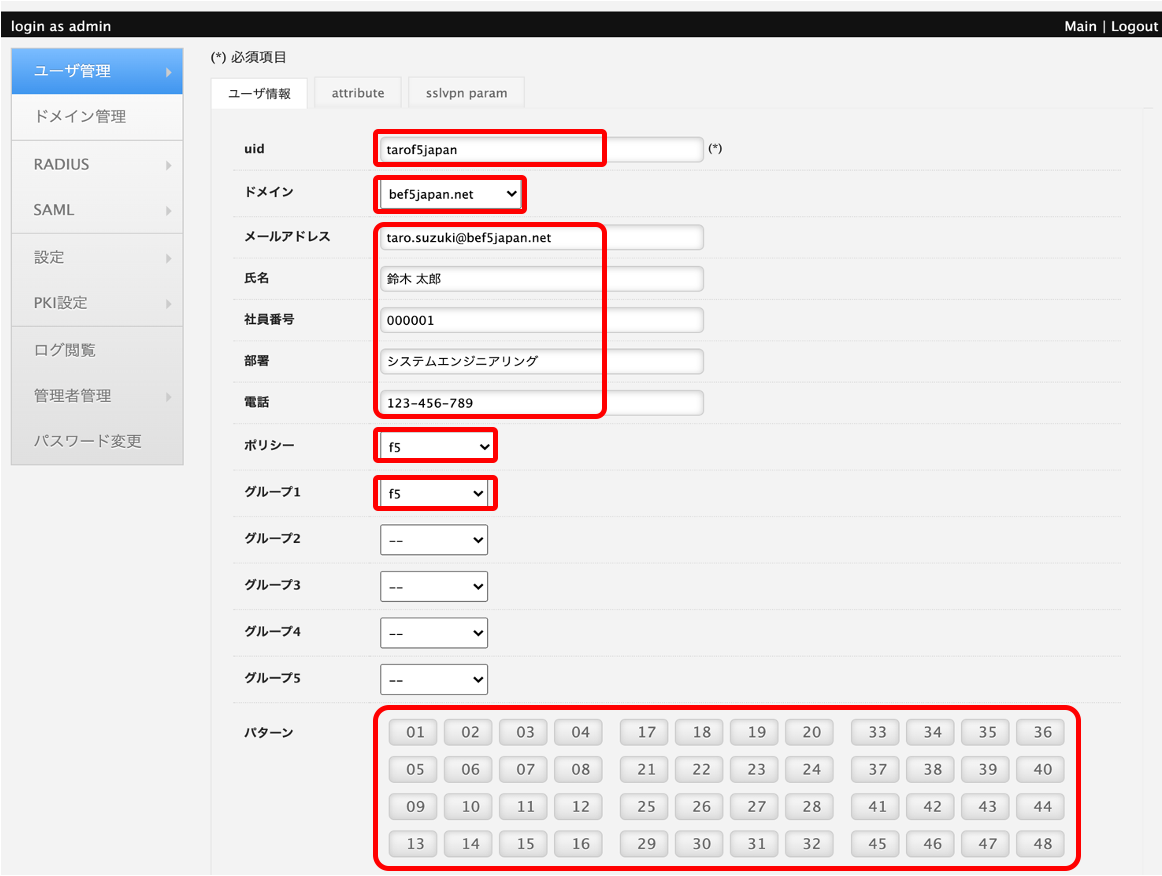 login as admin Main | Logout
ユーザ管理
ドメイン管理
RADIUS
SAML
設定
PKI設定
ログ閲覧
管理者管理
パスワード変更
(*) 必須項目
ユーザ情報 attribute sslvpn param
uid tarof5japan (*)
ドメイン bef5japan.net
メールアドレス taro.suzuki@bef5japan.net
氏名 鈴木 太郎
社員番号 000001
部署 システムエンジニアリング
電話 123-456-789
ポリシー f5
グループ1 f5
グループ2 --
グループ3 --
グループ4 --
グループ5 --
パターン 01 02 03 04 17 18 19 20 33 34 35 36
05 06 07 08 21 22 23 24 37 38 39 40
09 10 11 12 25 26 27 28 41 42 43 44
13 14 15 16 29 30 31 32 45 46 47 48